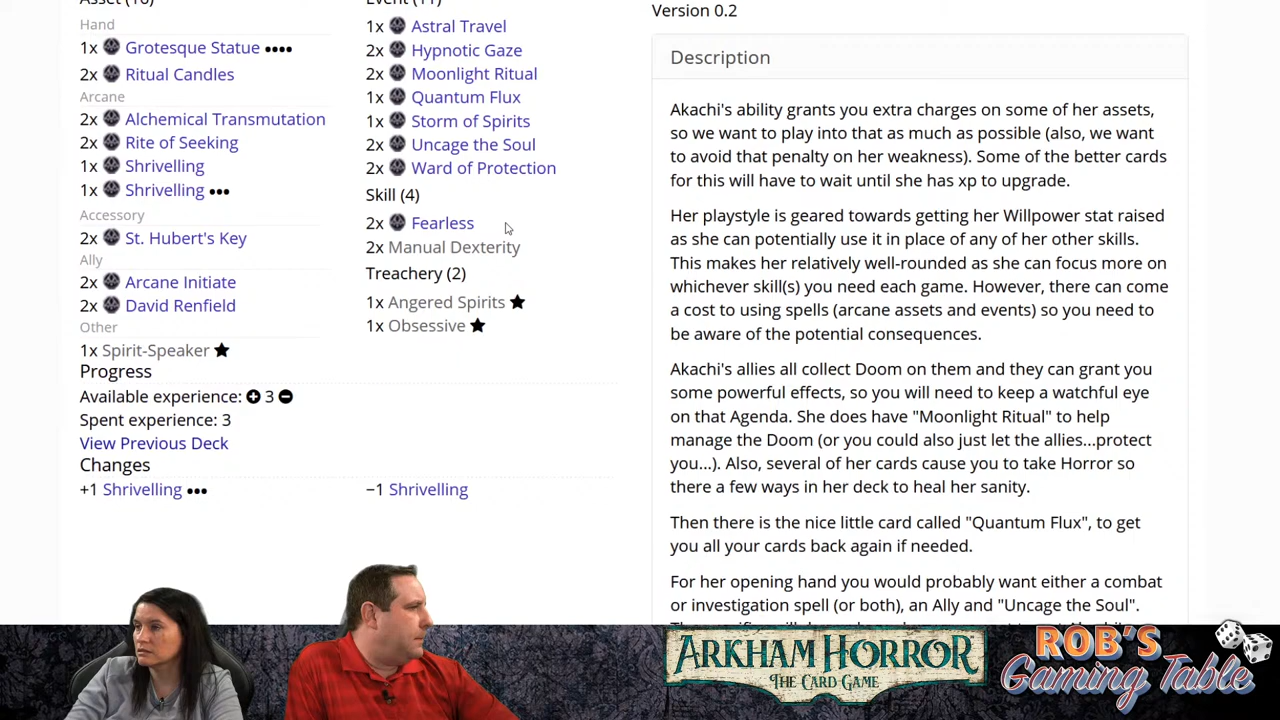 Hand
1x Grotesque Statue ••••
2x Ritual Candles
Arcane
2x Alchemical Transmutation
2x Rite of Seeking
1x Shrivelling
1x Shrivelling •••
Accessory
2x St. Hubert's Key
Ally
2x Arcane Initiate
2x David Renfield
Other
1x Spirit-Speaker ★
Progress
Available experience: 3
Spent experience: 3
View Previous Deck
Changes
+1 Shrivelling •••
−1 Shrivelling
1x Astral Travel
2x Hypnotic Gaze
2x Moonlight Ritual
1x Quantum Flux
1x Storm of Spirits
2x Uncage the Soul
2x Ward of Protection
Skill (4)
2x Fearless
2x Manual Dexterity
Treachery (2)
1x Angered Spirits ★
1x Obsessive ★
Version 0.2
Description
Akachi's ability grants you extra charges on some of her assets,
so we want to play into that as much as possible (also, we want
to avoid that penalty on her weakness). Some of the better cards
for this will have to wait until she has xp to upgrade.
Her playstyle is geared towards getting her Willpower stat raised
as she can potentially use it in place of any of her other skills.
This makes her relatively well-rounded as she can focus more on
whichever skill(s) you need each game. However, there can come
a cost to using spells (arcane assets and events) so you need to
be aware of the potential consequences.
Akachi's allies all collect Doom on them and they can grant you
some powerful effects, so you will need to keep a watchful eye
on that Agenda. She does have "Moonlight Ritual" to help
manage the Doom (or you could also just let the allies...protect
you...). Also, several of her cards cause you to take Horror so
there a few ways in her deck to heal her sanity.
Then there is the nice little card called "Quantum Flux", to get
you all your cards back again if needed.
For her opening hand you would probably want either a combat
or investigation spell (or both), an Ally and "Uncage the Soul".
ARKHAM HORROR
THE CARD GAME
ROB'S
Gaming Table